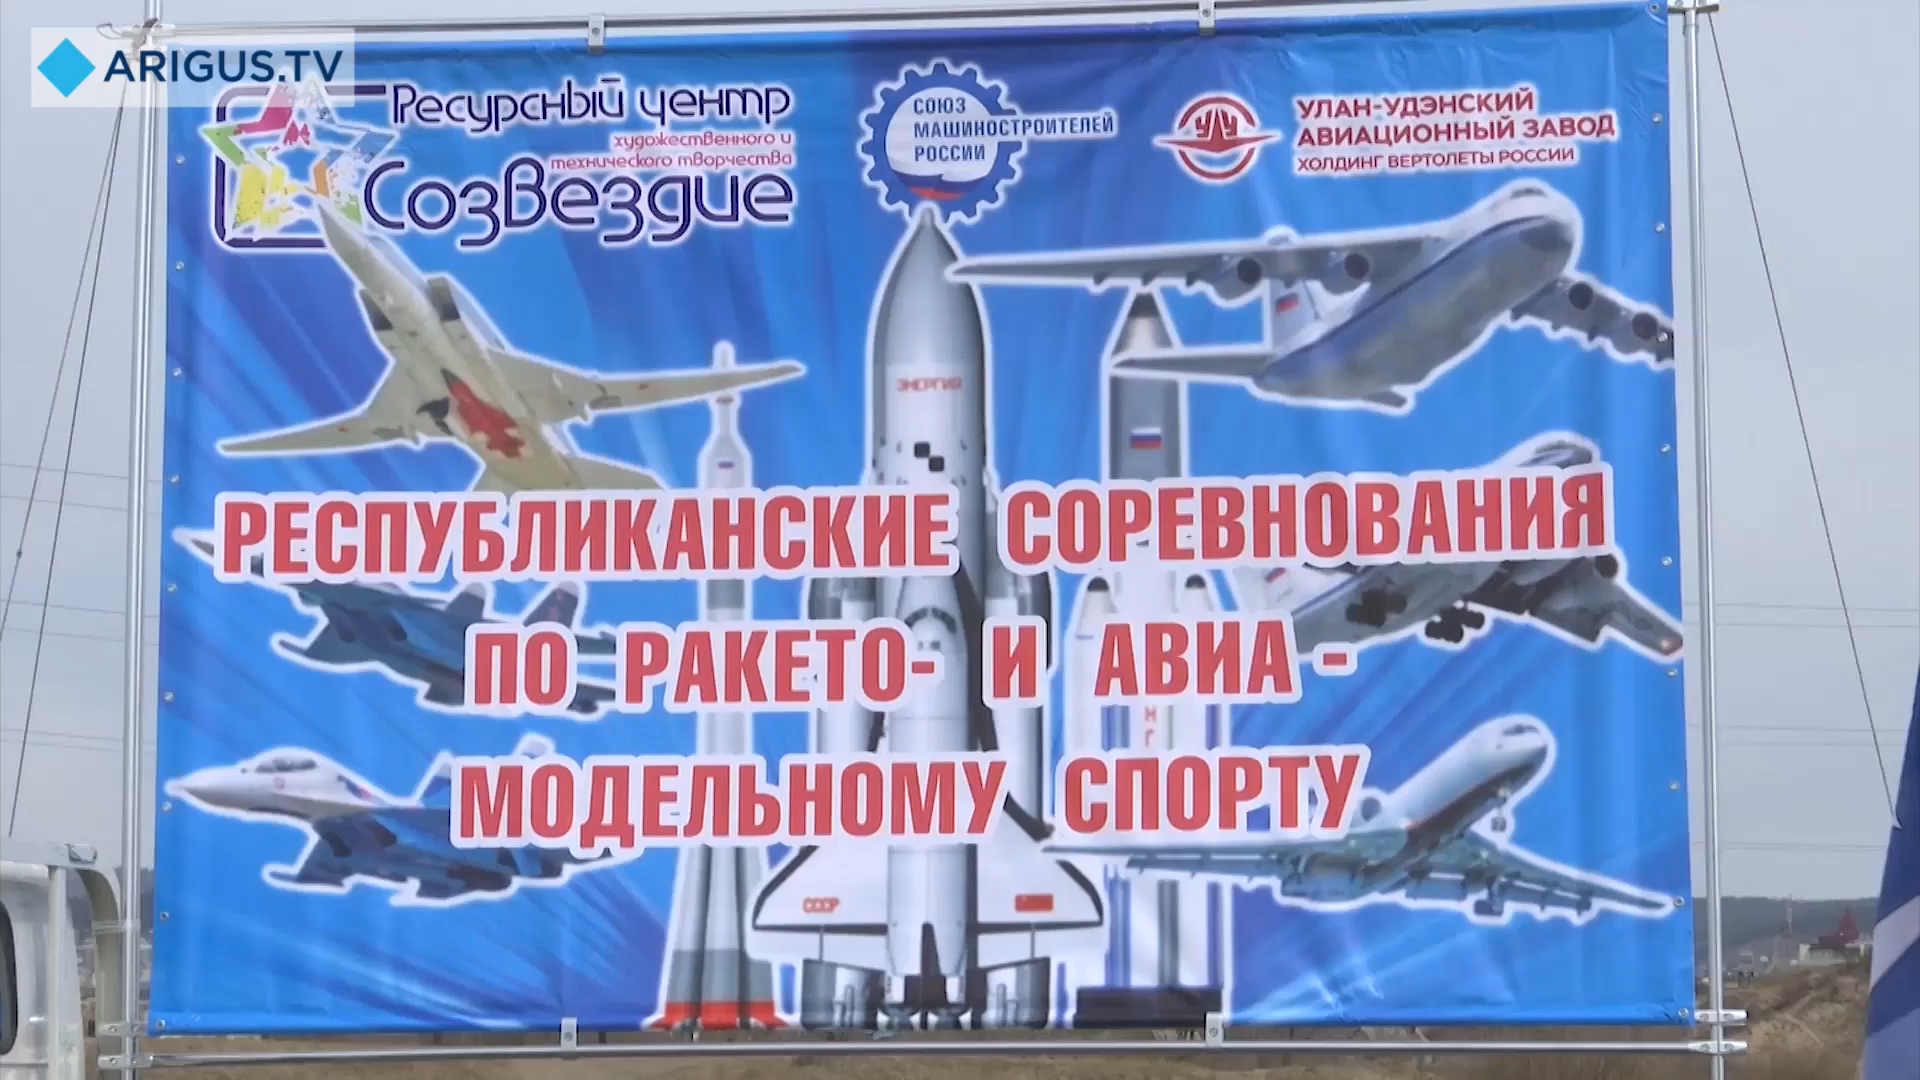 ARIGUS.TV
Ресурсный центр
художественного и
технического творчества
Созвездие
СОЮЗ
МАШИНОСТРОИТЕЛЕЙ
РОССИИ
УЛАН-УДЭНСКИЙ
АВИАЦИОННЫЙ ЗАВОД
ХОЛДИНГ ВЕРТОЛЕТЫ РОССИИ
ЭНЕРГИЯ
РЕСПУБЛИКАНСКИЕ СОРЕВНОВАНИЯ
ПО РАКЕТО- И АВИА -
МОДЕЛЬНОМУ СПОРТУ
СССР